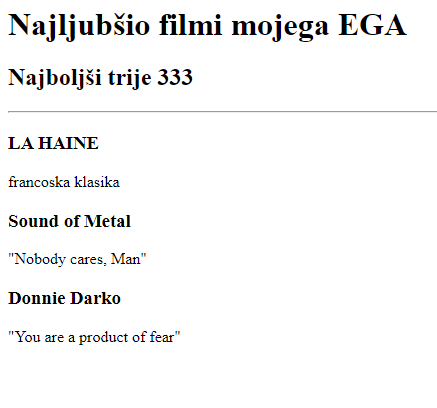 Najljubšio filmi mojega EGA
Najboljši trije 333
LA HAINE
francoska klasika
Sound of Metal
"Nobody cares, Man"
Donnie Darko
"You are a product of fear"